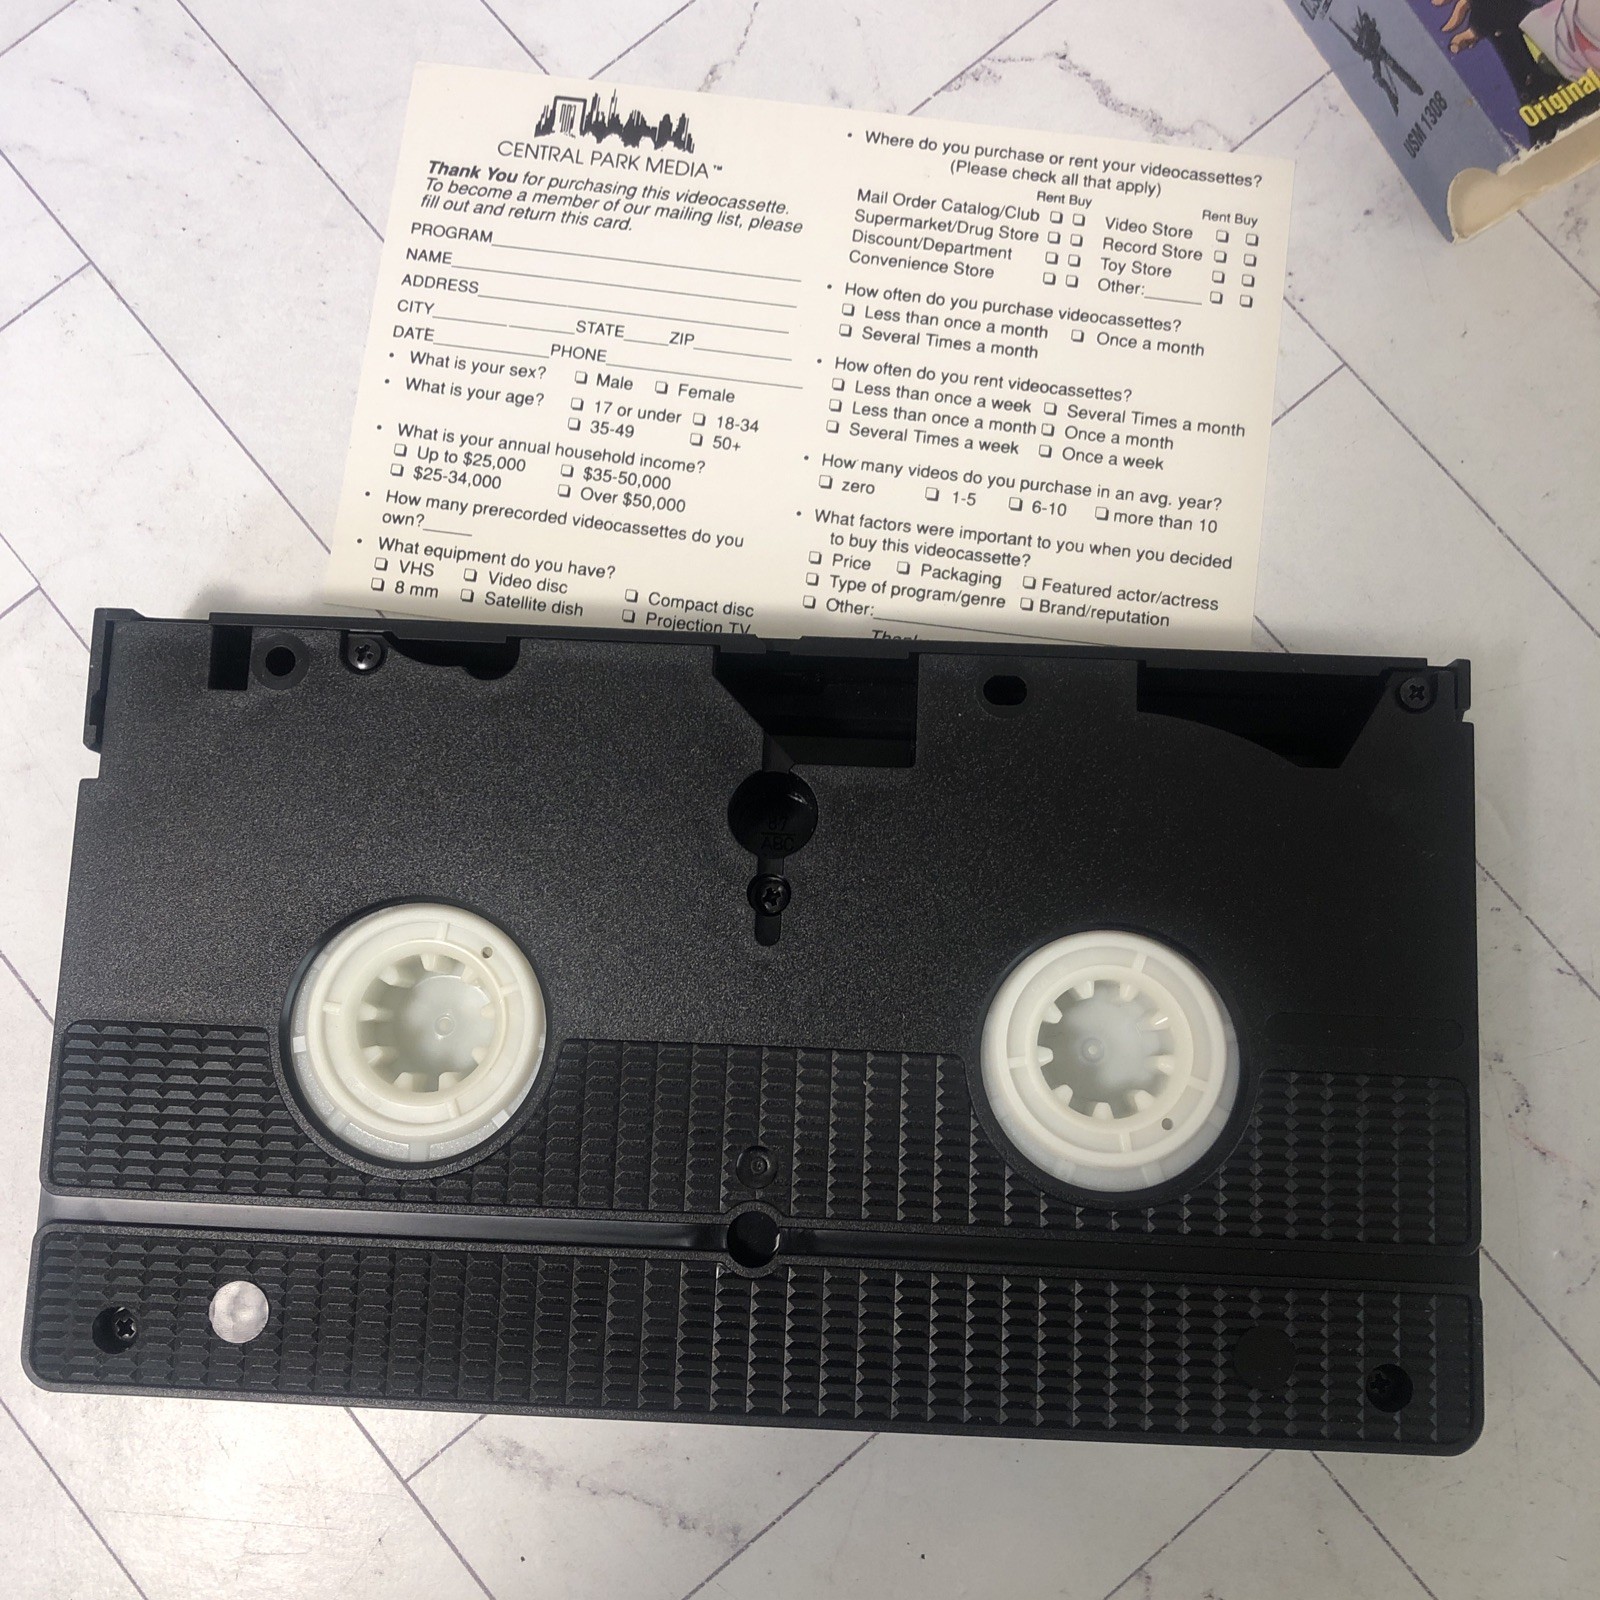 CENTRAL PARK MEDIA™
Thank You for purchasing this videocassette.
To become a member of our mailing list, please
fill out and return this card.
PROGRAM
NAME
ADDRESS
CITY STATE ZIP
DATE PHONE
• What is your sex? ❏ Male ❏ Female
• What is your age? ❏ 17 or under ❏ 18-34
❏ 35-49 ❏ 50+
• What is your annual household income?
❏ Up to $25,000 ❏ $35-50,000
❏ $25-34,000 ❏ Over $50,000
• How many prerecorded videocassettes do you
own?
• What equipment do you have?
❏ VHS ❏ Video disc ❏ Compact disc
❏ 8 mm ❏ Satellite dish ❏ Projection TV
• Where do you purchase or rent your videocassettes?
(Please check all that apply)
Rent Buy Rent Buy
Mail Order Catalog/Club ❏ ❏ Video Store ❏ ❏
Supermarket/Drug Store ❏ ❏ Record Store ❏ ❏
Discount/Department ❏ ❏ Toy Store ❏ ❏
Convenience Store ❏ ❏ Other: ❏ ❏
• How often do you purchase videocassettes?
❏ Less than once a month ❏ Once a month
❏ Several Times a month
• How often do you rent videocassettes?
❏ Less than once a week ❏ Several Times a month
❏ Less than once a month ❏ Once a month
❏ Several Times a week ❏ Once a week
• How many videos do you purchase in an avg. year?
❏ zero ❏ 1-5 ❏ 6-10 ❏ more than 10
• What factors were important to you when you decided
to buy this videocassette?
❏ Price ❏ Packaging ❏ Featured actor/actress
❏ Type of program/genre ❏ Brand/reputation
❏ Other:
USM 1308
Original
ABC